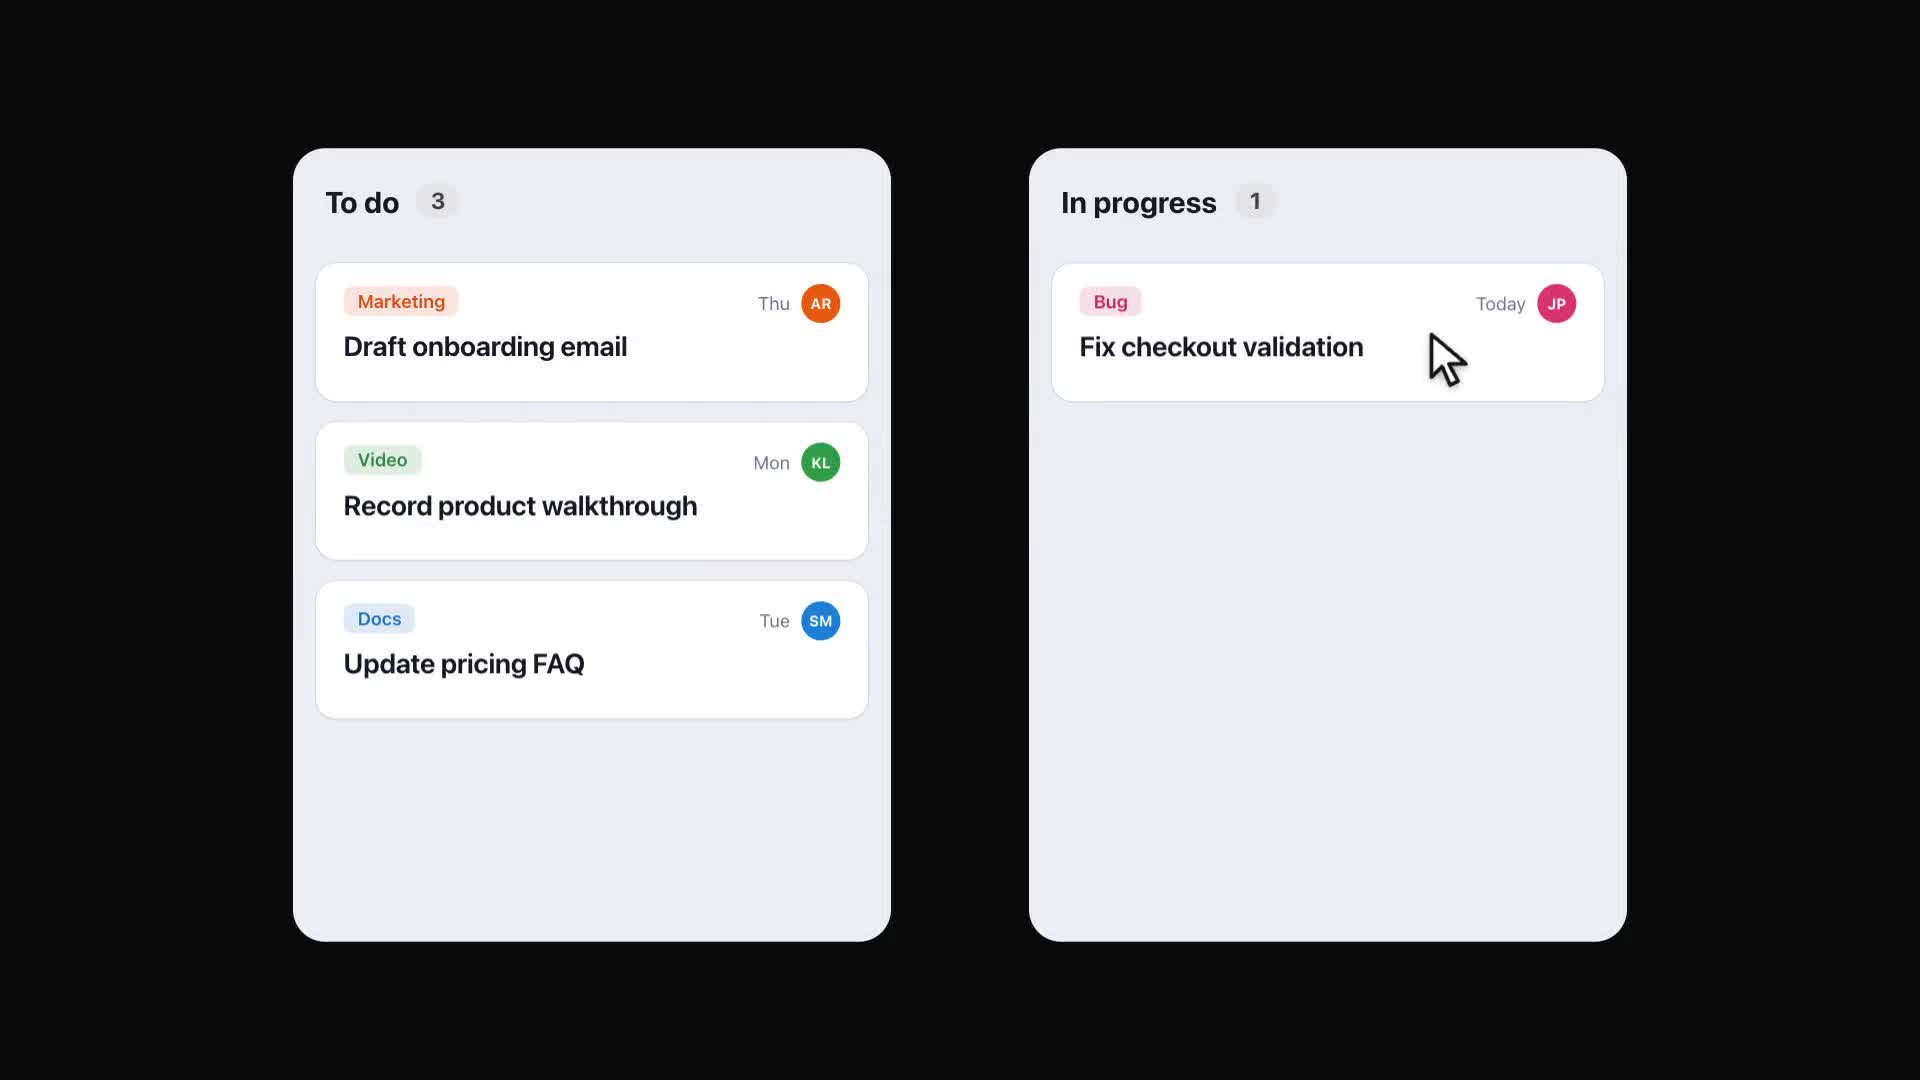 To do 3
Marketing Thu AR
Draft onboarding email
Video Mon KL
Record product walkthrough
Docs Tue SM
Update pricing FAQ
In progress 1
Bug Today JP
Fix checkout validation